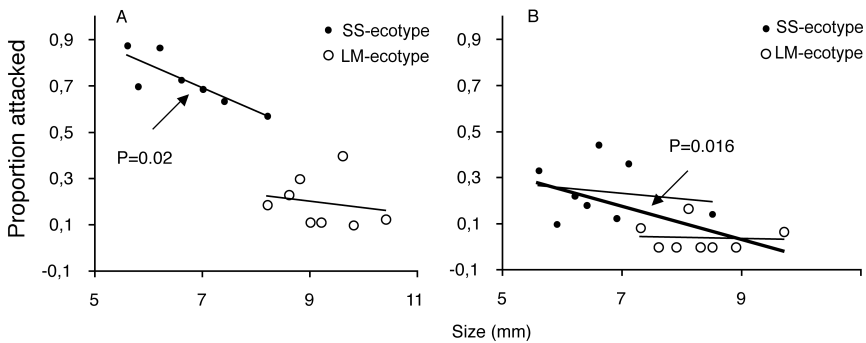 A
SS-ecotype
LM-ecotype
Proportion attacked
0,9
0,7
0,5
0,3
0,1
-0,1
P=0.02
5
7
9
11
B
SS-ecotype
LM-ecotype
0,9
0,7
0,5
0,3
0,1
-0,1
P=0.016
5
7
9
Size (mm)